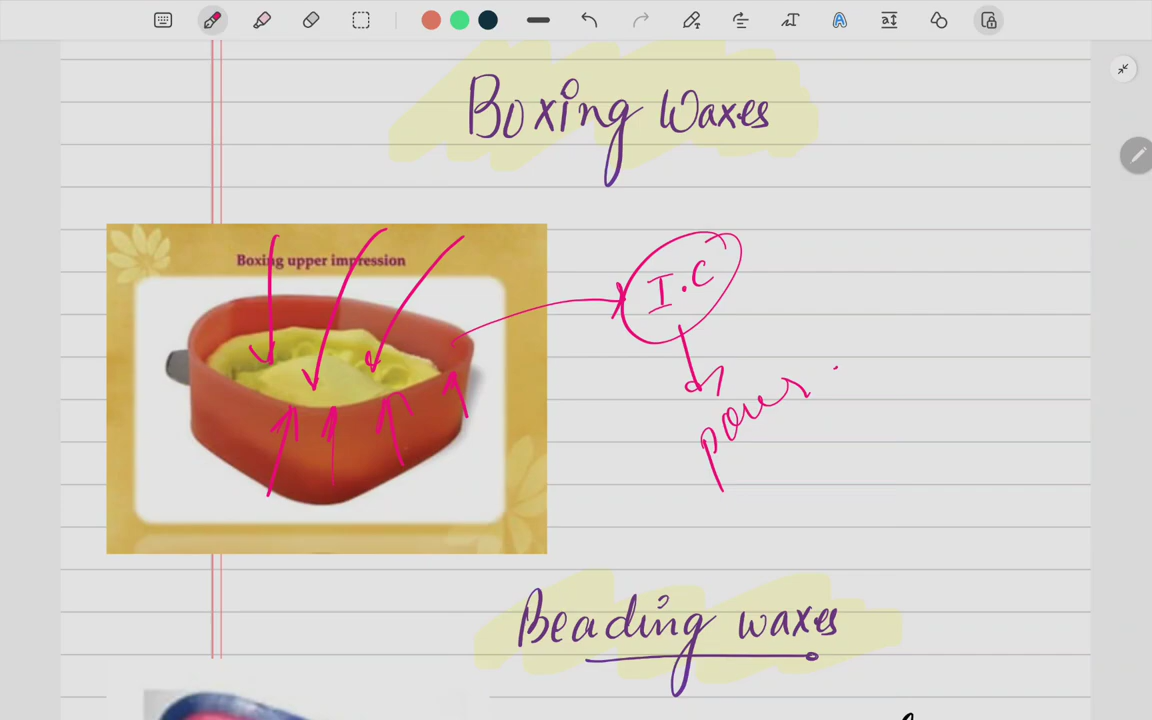 Boxing Waxes
Boxing upper impression
I.C
pour
Beading waxes